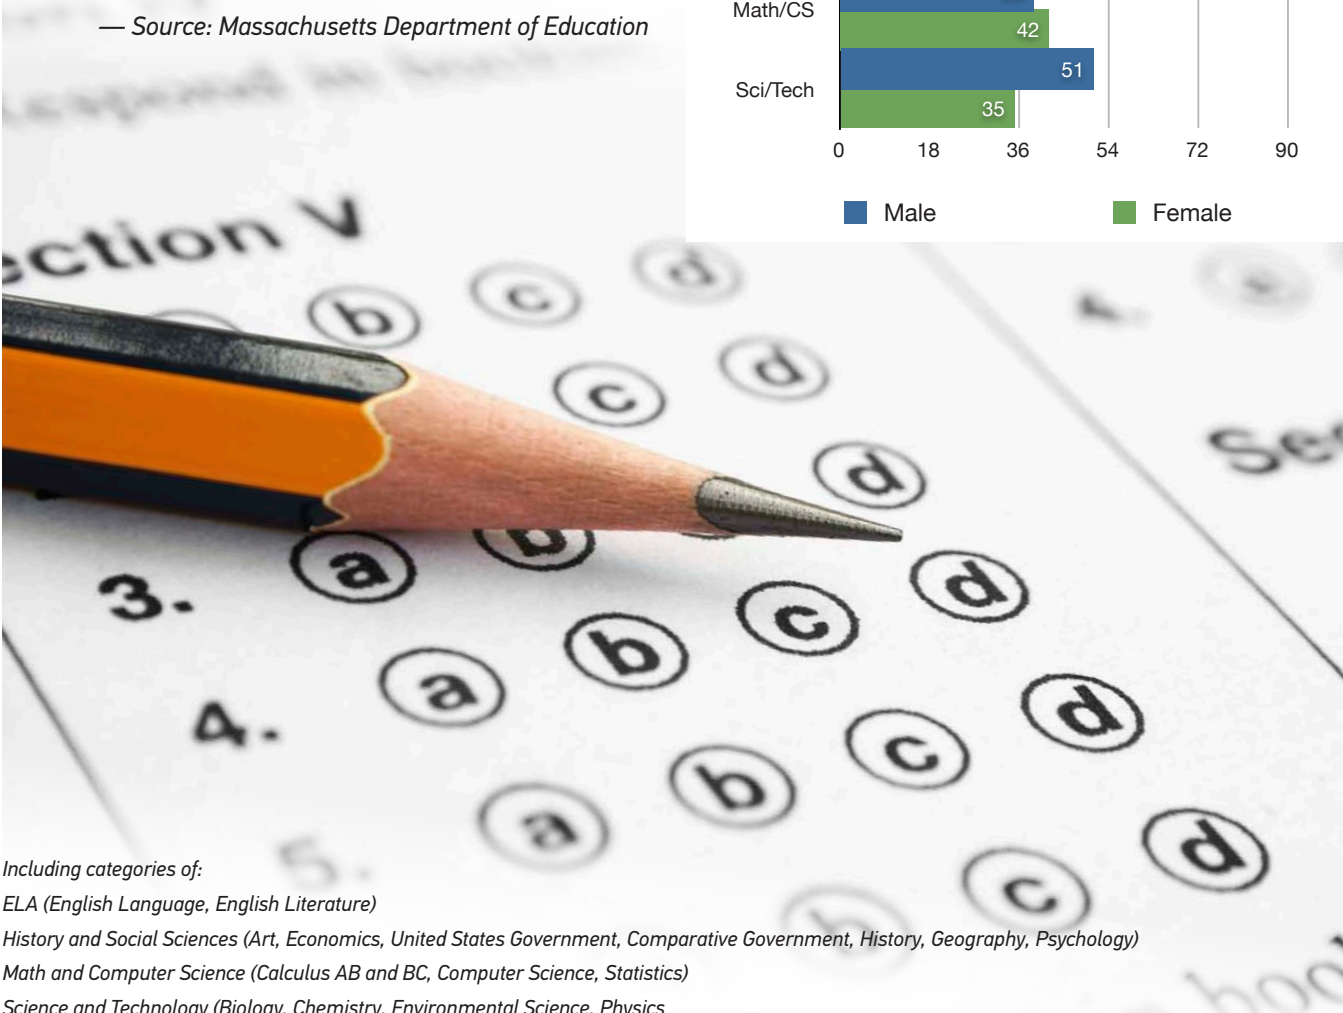 — Source: Massachusetts Department of Education
Math/CS
42
51
Sci/Tech
35
0 18 36 54 72 90
Male Female
ection V
b c d
c d
d
3. a b c d
4. a b c d
5. a b c d
Including categories of:
ELA (English Language, English Literature)
History and Social Sciences (Art, Economics, United States Government, Comparative Government, History, Geography, Psychology)
Math and Computer Science (Calculus AB and BC, Computer Science, Statistics)
Science and Technology (Biology, Chemistry, Environmental Science, Physics